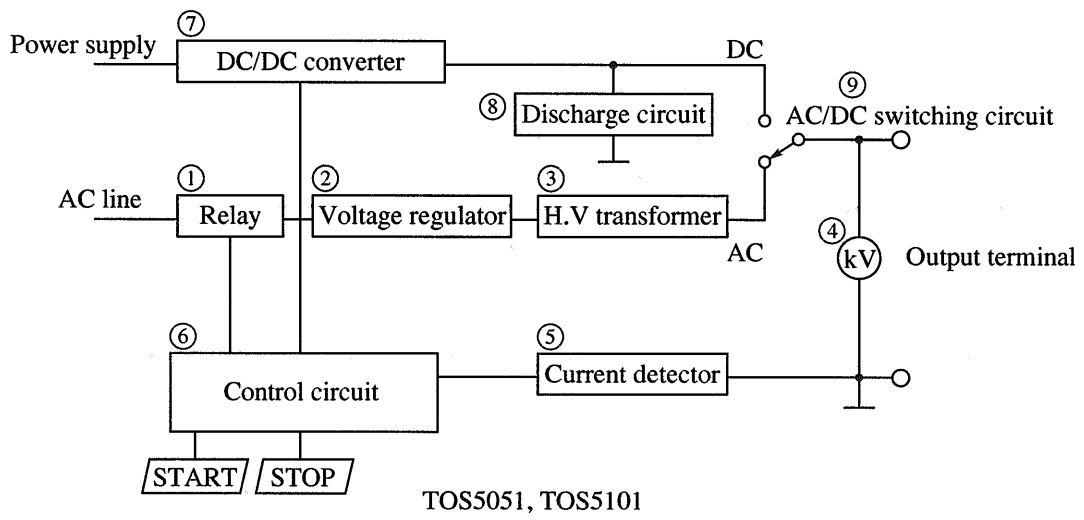 ⑦
Power supply
DC/DC converter
DC
⑧
Discharge circuit
⑨
AC/DC switching circuit
①
②
③
AC line
Relay
Voltage regulator
H.V transformer
AC
④
kV
Output terminal
⑥
⑤
Control circuit
Current detector
START
STOP
TOS5051, TOS5101